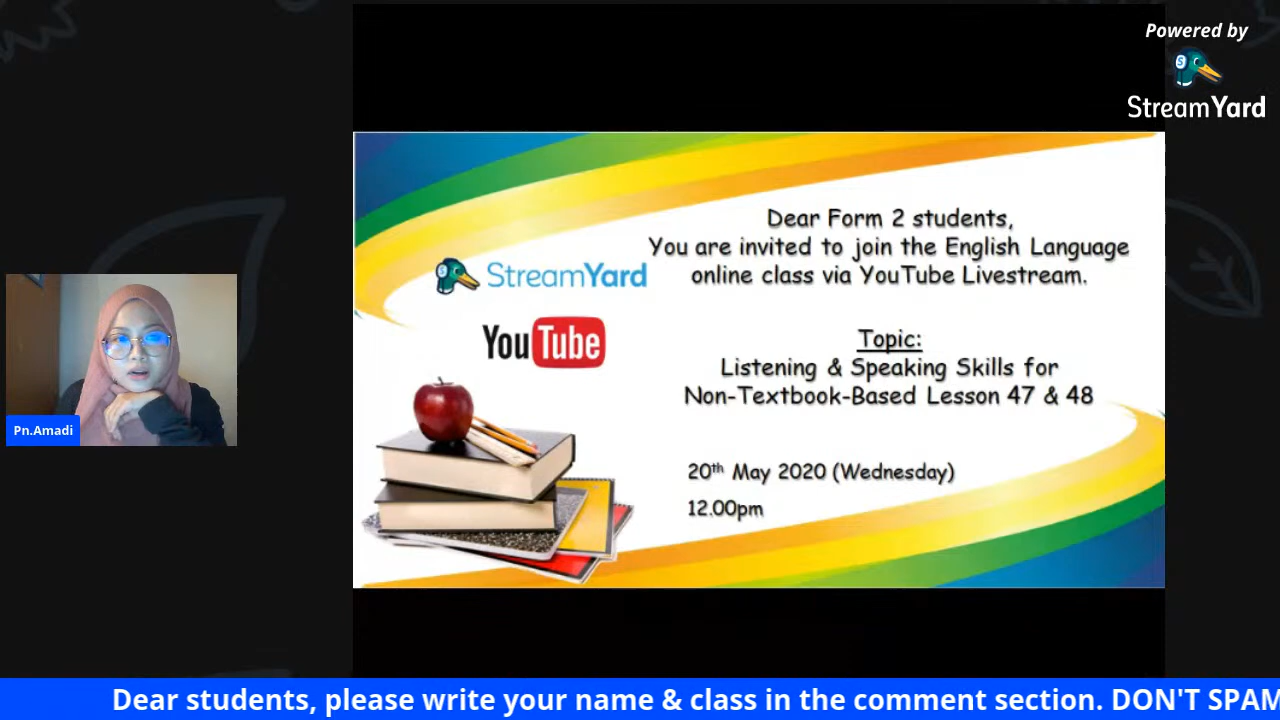 Powered by
StreamYard
Dear Form 2 students,
You are invited to join the English Language
online class via YouTube Livestream.
StreamYard
YouTube
Topic:
Listening & Speaking Skills for
Non-Textbook-Based Lesson 47 & 48
20th May 2020 (Wednesday)
12.00pm
Pn.Amadi
Dear students, please write your name & class in the comment section. DON'T SPAM